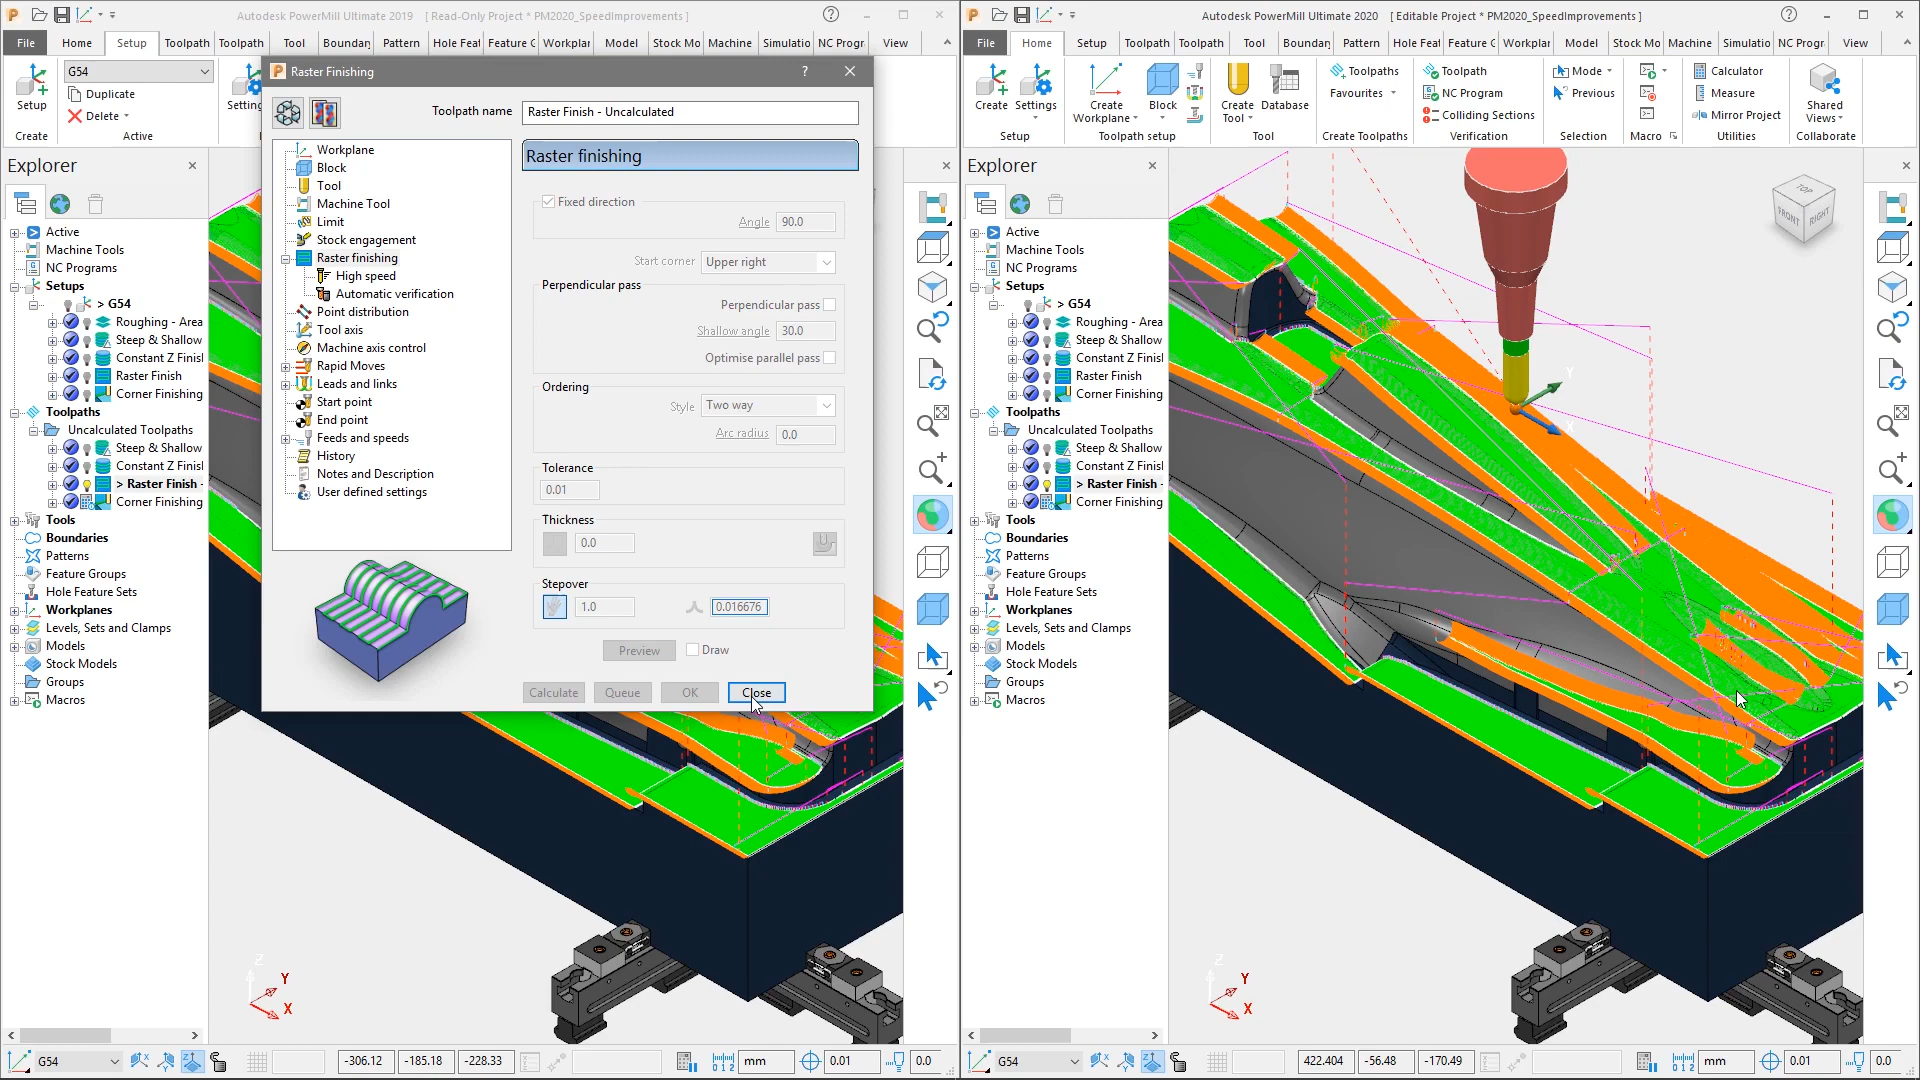 Autodesk PowerMill Ultimate 2019 [ Read-Only Project * PM2020_SpeedImprovements ]
File
Home
Setup
Toolpath
Toolpath
Tool
Boundary
Pattern
Hole Feat
Feature G
Workplan
Model
Stock Mo
Machine
Simulatio
NC Progr
View
G54
Duplicate
Delete
Setup
Create
Active
Setting
Raster Finishing
?
Toolpath name
Raster Finish - Uncalculated
Workplane
Block
Tool
Machine Tool
Limit
Stock engagement
Raster finishing
High speed
Automatic verification
Point distribution
Tool axis
Machine axis control
Rapid Moves
Leads and links
Start point
End point
Feeds and speeds
History
Notes and Description
User defined settings
Raster finishing
Fixed direction
Angle
90.0
Start corner
Upper right
Perpendicular pass
Perpendicular pass
Shallow angle
30.0
Optimise parallel pass
Ordering
Style
Two way
Arc radius
0.0
Tolerance
0.01
Thickness
0.0
Stepover
1.0
0.016676
Preview
Draw
Calculate
Queue
OK
Close
Explorer
Active
Machine Tools
NC Programs
Setups
> G54
Roughing - Area
Steep & Shallow
Constant Z Finisl
Raster Finish
Corner Finishing
Toolpaths
Uncalculated Toolpaths
Steep & Shallow
Constant Z Finisl
> Raster Finish -
Corner Finishing
Tools
Boundaries
Patterns
Feature Groups
Hole Feature Sets
Workplanes
Levels, Sets and Clamps
Models
Stock Models
Groups
Macros
Z
Y
X
G54
-306.12
-185.18
-228.33
mm
0.01
0.0
Autodesk PowerMill Ultimate 2020 [ Editable Project * PM2020_SpeedImprovements ]
File
Home
Setup
Toolpath
Toolpath
Tool
Boundary
Pattern
Hole Feat
Feature G
Workplan
Model
Stock Mo
Machine
Simulatio
NC Progr
View
Create
Settings
Setup
Create
Workplane
Block
Toolpath setup
Create
Tool
Database
Tool
Toolpaths
Favourites
Create Toolpaths
Toolpath
NC Program
Colliding Sections
Verification
Mode
Previous
Selection
Macro
Calculator
Measure
Mirror Project
Utilities
Shared
Views
Collaborate
Explorer
Active
Machine Tools
NC Programs
Setups
> G54
Roughing - Area
Steep & Shallow
Constant Z Finisl
Raster Finish
Corner Finishing
Toolpaths
Uncalculated Toolpaths
Steep & Shallow
Constant Z Finisl
> Raster Finish -
Corner Finishing
Tools
Boundaries
Patterns
Feature Groups
Hole Feature Sets
Workplanes
Levels, Sets and Clamps
Models
Stock Models
Groups
Macros
TOP
FRONT
RIGHT
Y
X
Z
Y
X
G54
422.404
-56.48
-170.49
mm
0.01
0.0